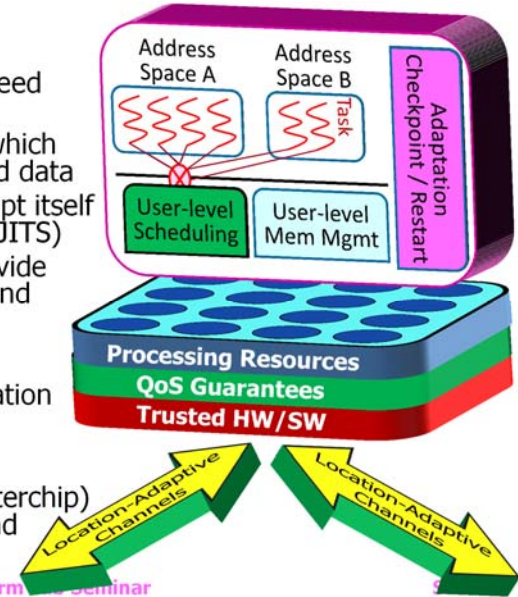 eed
which
d data
pt itself
JITS)
vide
nd
ation
terchip)
nd
Address
Space A
Address
Space B
Task
User-level
Scheduling
User-level
Mem Mgmt
Adaptation
Checkpoint / Restart
Processing Resources
QoS Guarantees
Trusted HW/SW
Location-Adaptive
Channels
Location-Adaptive
Channels
Seminar
S